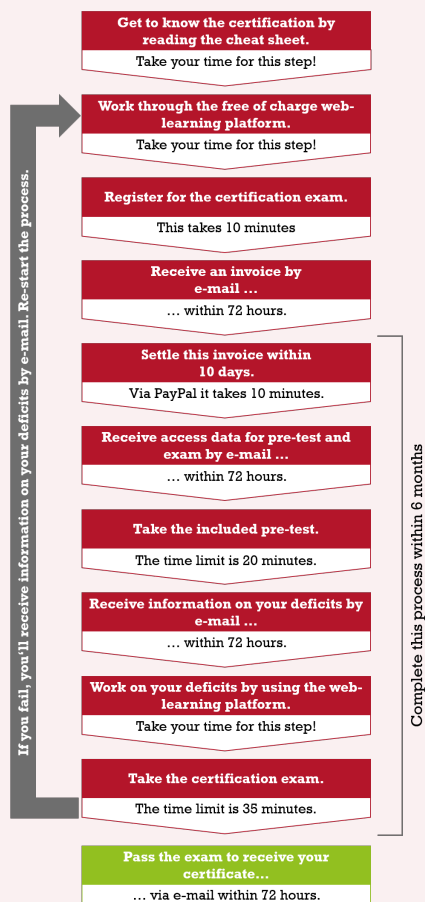 Get to know the certification by
reading the cheat sheet.
Take your time for this step!
Work through the free of charge web-
learning platform.
Take your time for this step!
Register for the certification exam.
This takes 10 minutes
Receive an invoice by
e-mail ...
... within 72 hours.
Settle this invoice within
10 days.
Via PayPal it takes 10 minutes.
Receive access data for pre-test and
exam by e-mail ...
... within 72 hours.
Take the included pre-test.
The time limit is 20 minutes.
Receive information on your deficits by
e-mail ...
... within 72 hours.
Work on your deficits by using the web-
learning platform.
Take your time for this step!
Take the certification exam.
The time limit is 35 minutes.
Pass the exam to receive your
certificate...
... via e-mail within 72 hours.
If you fail, you'll receive information on your deficits by e-mail. Re-start the process.
Complete this process within 6 months